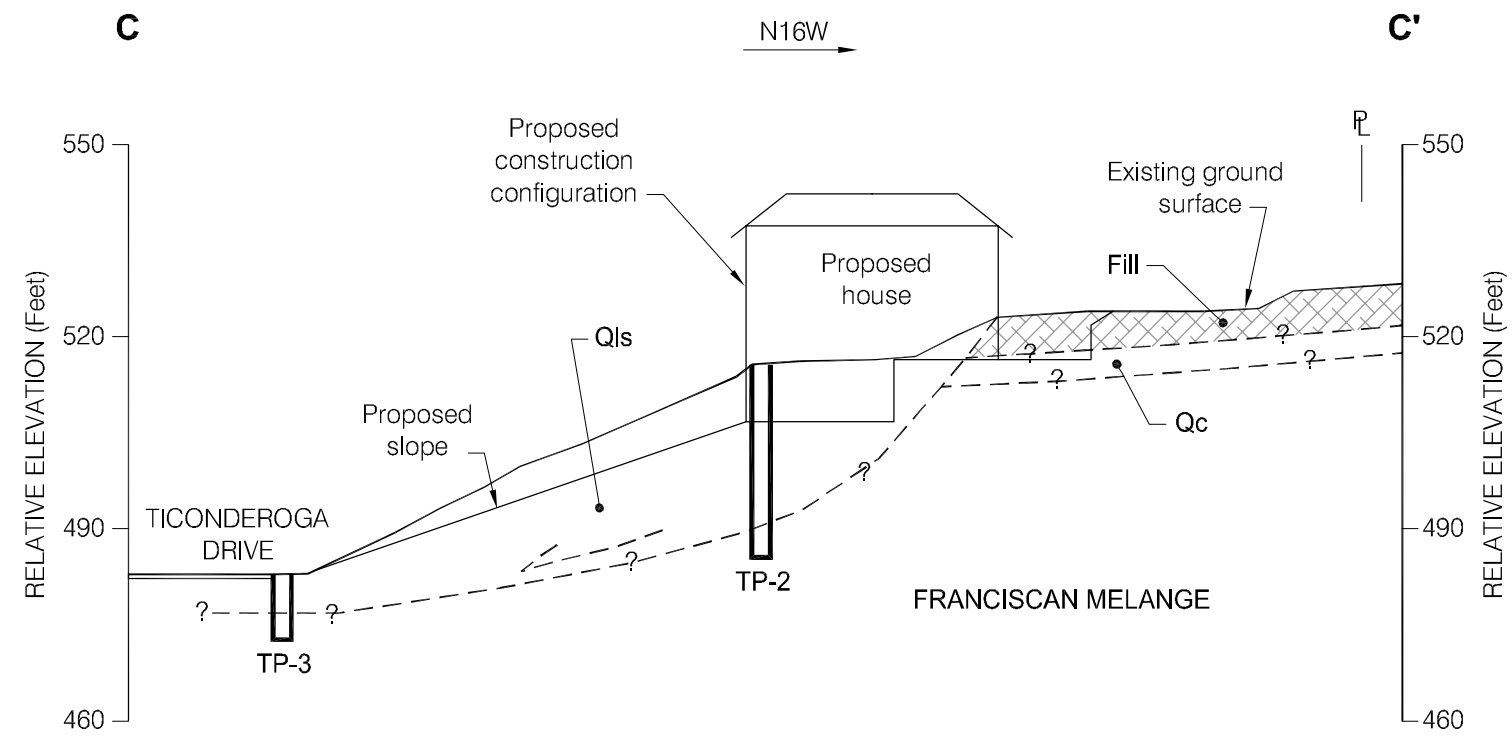 C
N16W
C'
550
Proposed
construction
configuration
PL
550
Existing ground
surface
Proposed
house
Fill
RELATIVE ELEVATION (Feet)
520
Qls
?
?
520
RELATIVE ELEVATION (Feet)
?
?
Proposed
slope
Qc
?
490
TICONDEROGA
DRIVE
490
?
TP-2
FRANCISCAN MELANGE
?
?
TP-3
460
460